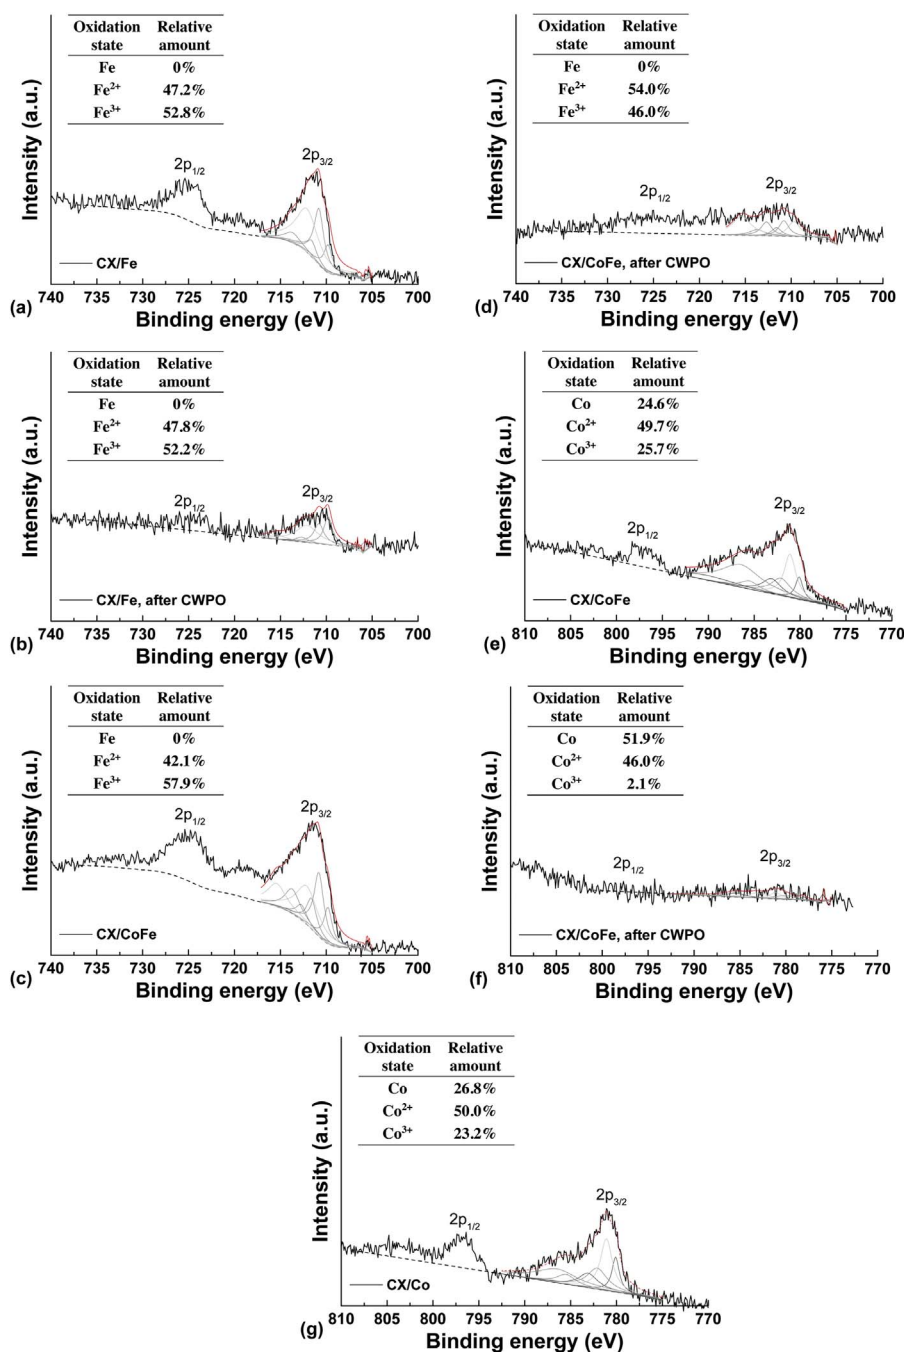 Oxidation Relative
state amount
Fe 0%
Fe²⁺ 47.2%
Fe³⁺ 52.8%
2p₁/₂
2p₃/₂
Intensity (a.u.)
CX/Fe
740 735 730 725 720 715 710 705 700
(a)
Binding energy (eV)
Oxidation Relative
state amount
Fe 0%
Fe²⁺ 54.0%
Fe³⁺ 46.0%
2p₁/₂
2p₃/₂
Intensity (a.u.)
CX/CoFe, after CWPO
740 735 730 725 720 715 710 705 700
(d)
Binding energy (eV)
Oxidation Relative
state amount
Fe 0%
Fe²⁺ 47.8%
Fe³⁺ 52.2%
2p₁/₂
2p₃/₂
Intensity (a.u.)
CX/Fe, after CWPO
740 735 730 725 720 715 710 705 700
(b)
Binding energy (eV)
Oxidation Relative
state amount
Co 24.6%
Co²⁺ 49.7%
Co³⁺ 25.7%
2p₁/₂
2p₃/₂
Intensity (a.u.)
CX/CoFe
810 805 800 795 790 785 780 775 770
(e)
Binding energy (eV)
Oxidation Relative
state amount
Fe 0%
Fe²⁺ 42.1%
Fe³⁺ 57.9%
2p₁/₂
2p₃/₂
Intensity (a.u.)
CX/CoFe
740 735 730 725 720 715 710 705 700
(c)
Binding energy (eV)
Oxidation Relative
state amount
Co 51.9%
Co²⁺ 46.0%
Co³⁺ 2.1%
2p₁/₂
2p₃/₂
Intensity (a.u.)
CX/CoFe, after CWPO
810 805 800 795 790 785 780 775 770
(f)
Binding energy (eV)
Oxidation Relative
state amount
Co 26.8%
Co²⁺ 50.0%
Co³⁺ 23.2%
2p₁/₂
2p₃/₂
Intensity (a.u.)
CX/Co
810 805 800 795 790 785 780 775 770
(g)
Binding energy (eV)